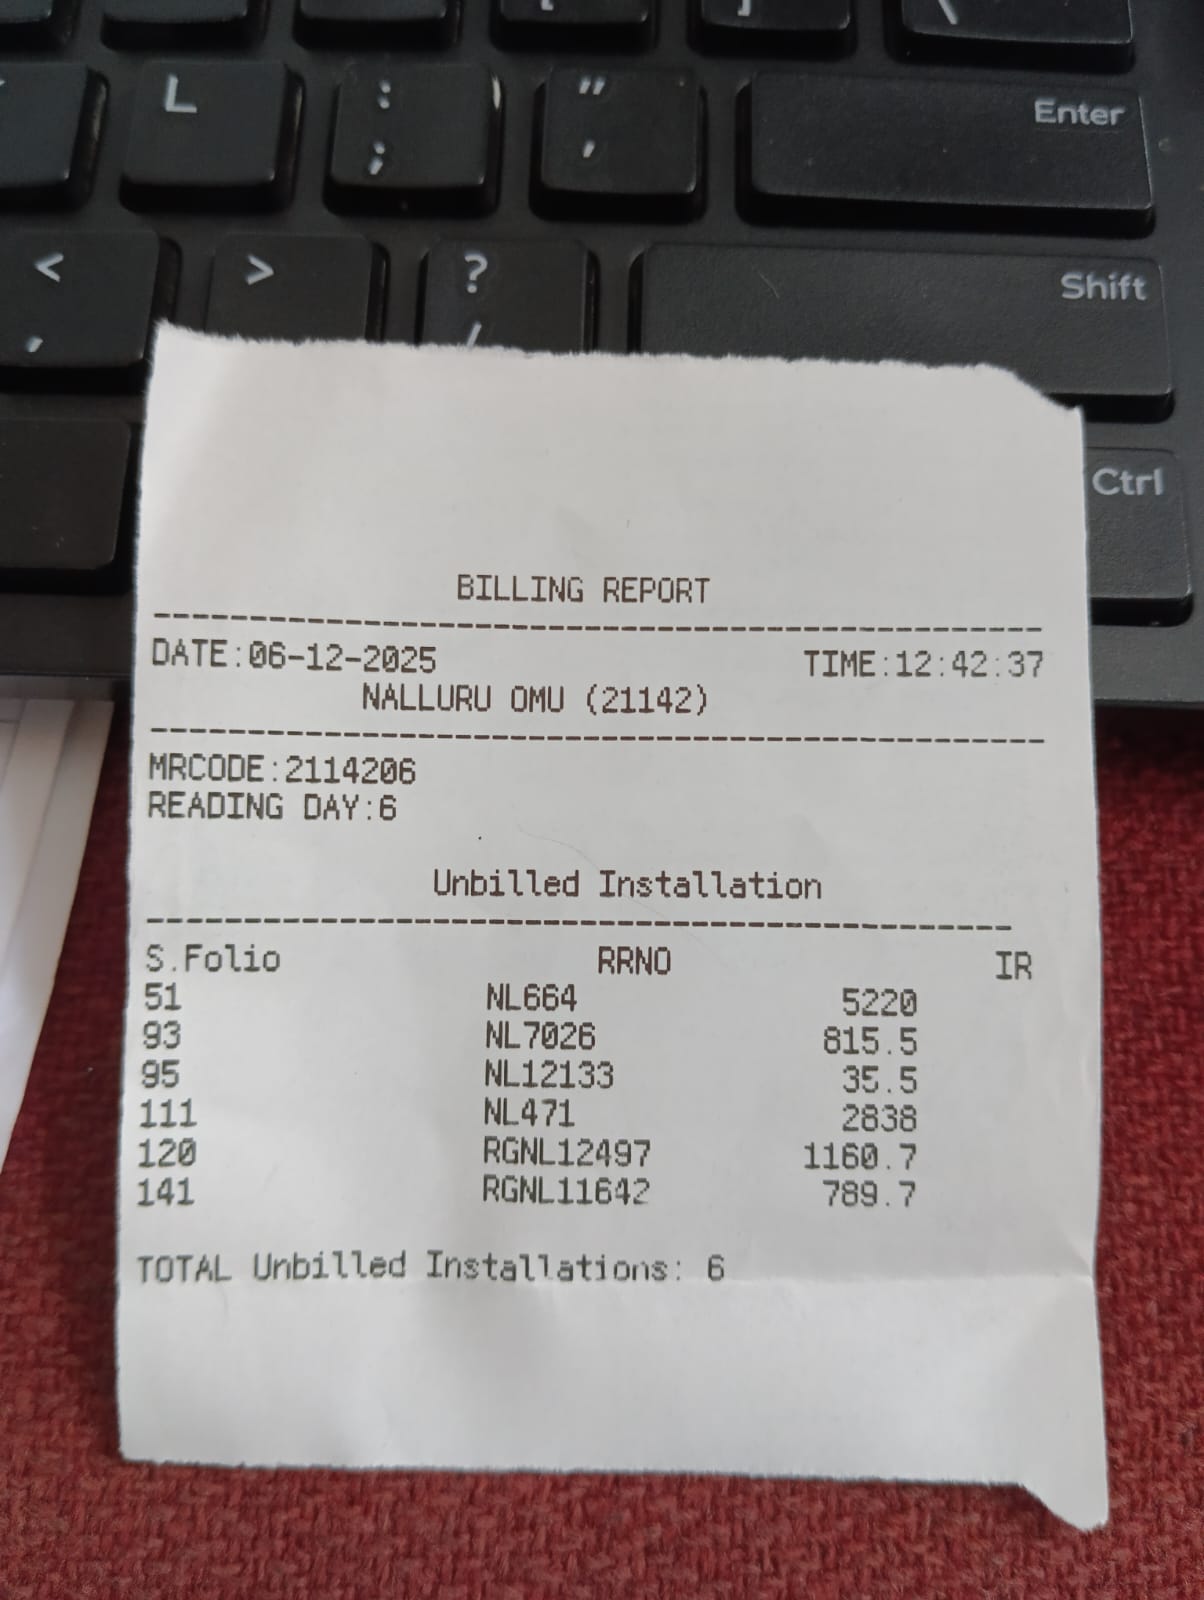 [ ]
\
L
:
;
"
'
Enter
<
,
>
?
/
Shift
Ctrl
BILLING REPORT
DATE:06-12-2025 TIME:12:42:37
NALLURU OMU (21142)
MRCODE:2114206
READING DAY:6
Unbilled Installation
S.Folio RRNO IR
51 NL664 5220
93 NL7026 815.5
95 NL12133 35.5
111 NL471 2838
120 RGNL12497 1160.7
141 RGNL11642 789.7
TOTAL Unbilled Installations: 6